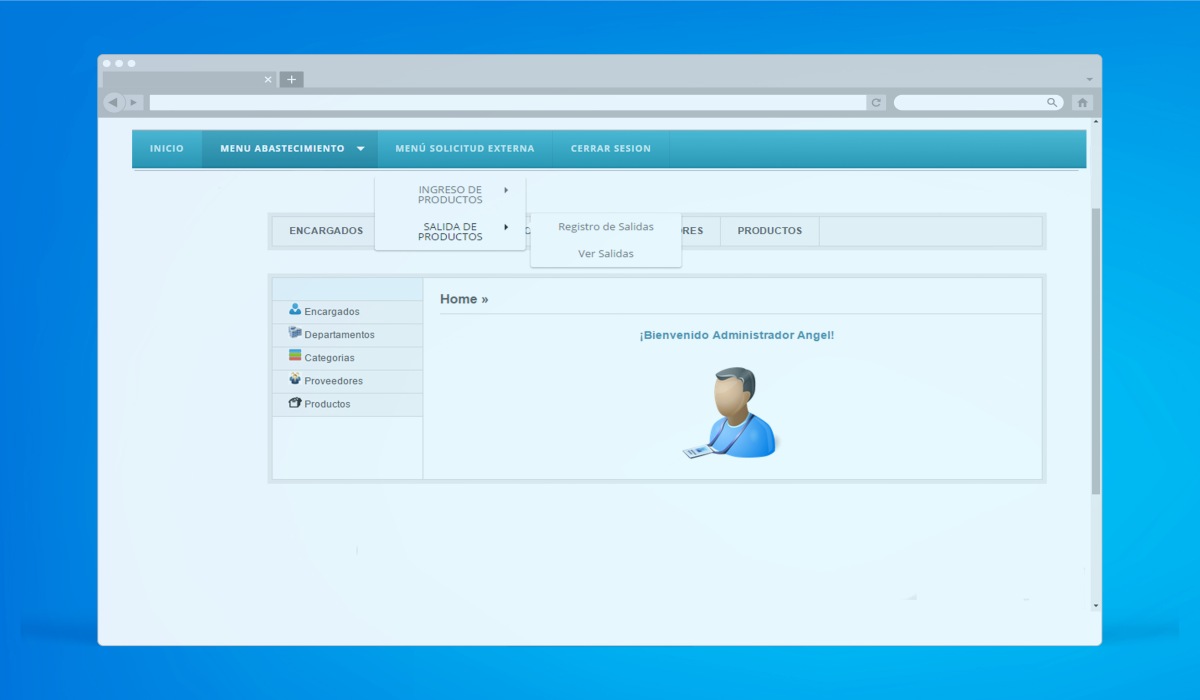 INICIO
MENU ABASTECIMIENTO
MENÚ SOLICITUD EXTERNA
CERRAR SESION
INGRESO DE
PRODUCTOS
SALIDA DE
PRODUCTOS
Registro de Salidas
Ver Salidas
ENCARGADOS
PRODUCTOS
Encargados
Departamentos
Categorias
Proveedores
Productos
Home »
¡Bienvenido Administrador Angel!